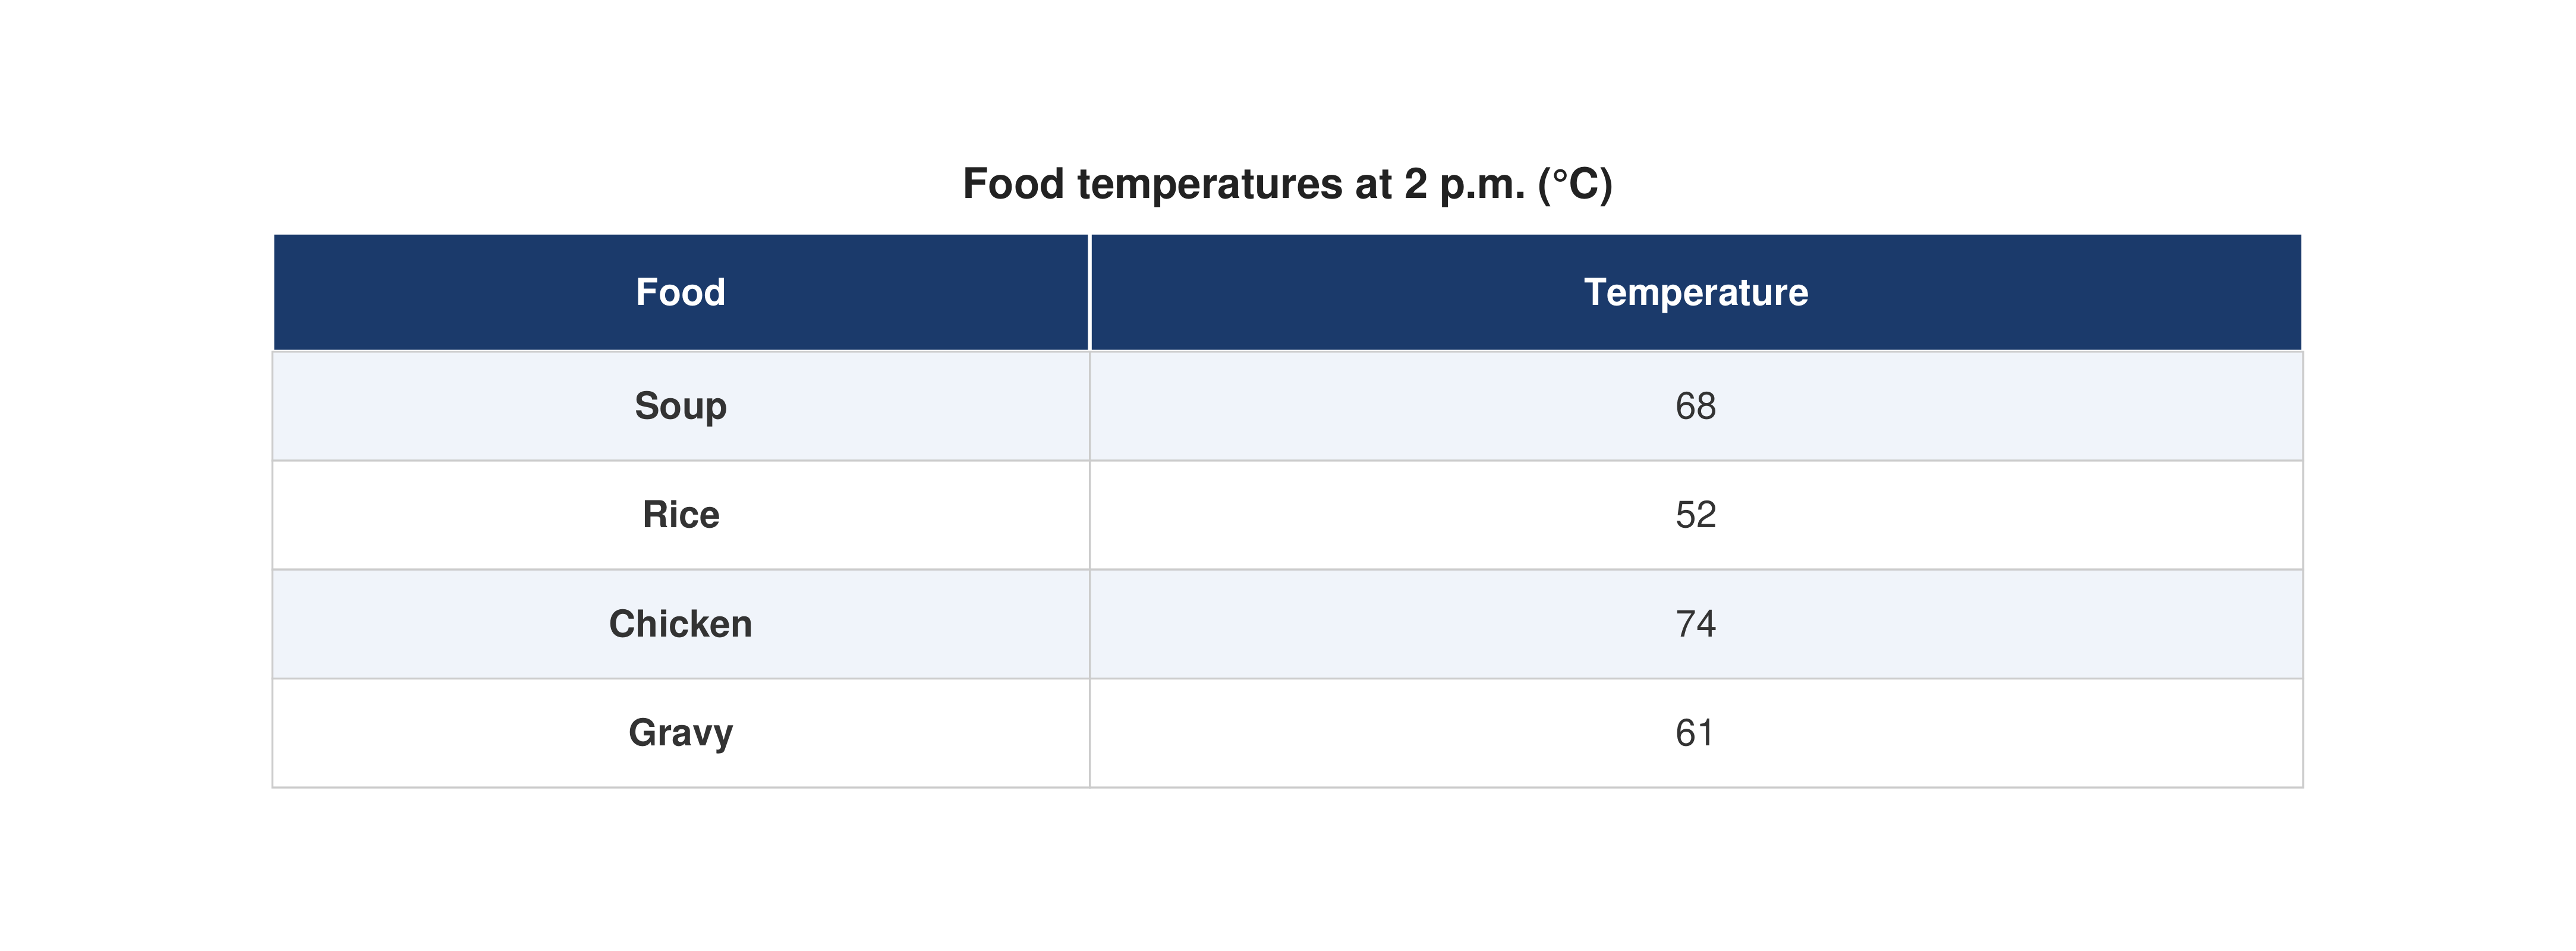 Food temperatures at 2 p.m. (°C)
Food Temperature
Soup 68
Rice 52
Chicken 74
Gravy 61